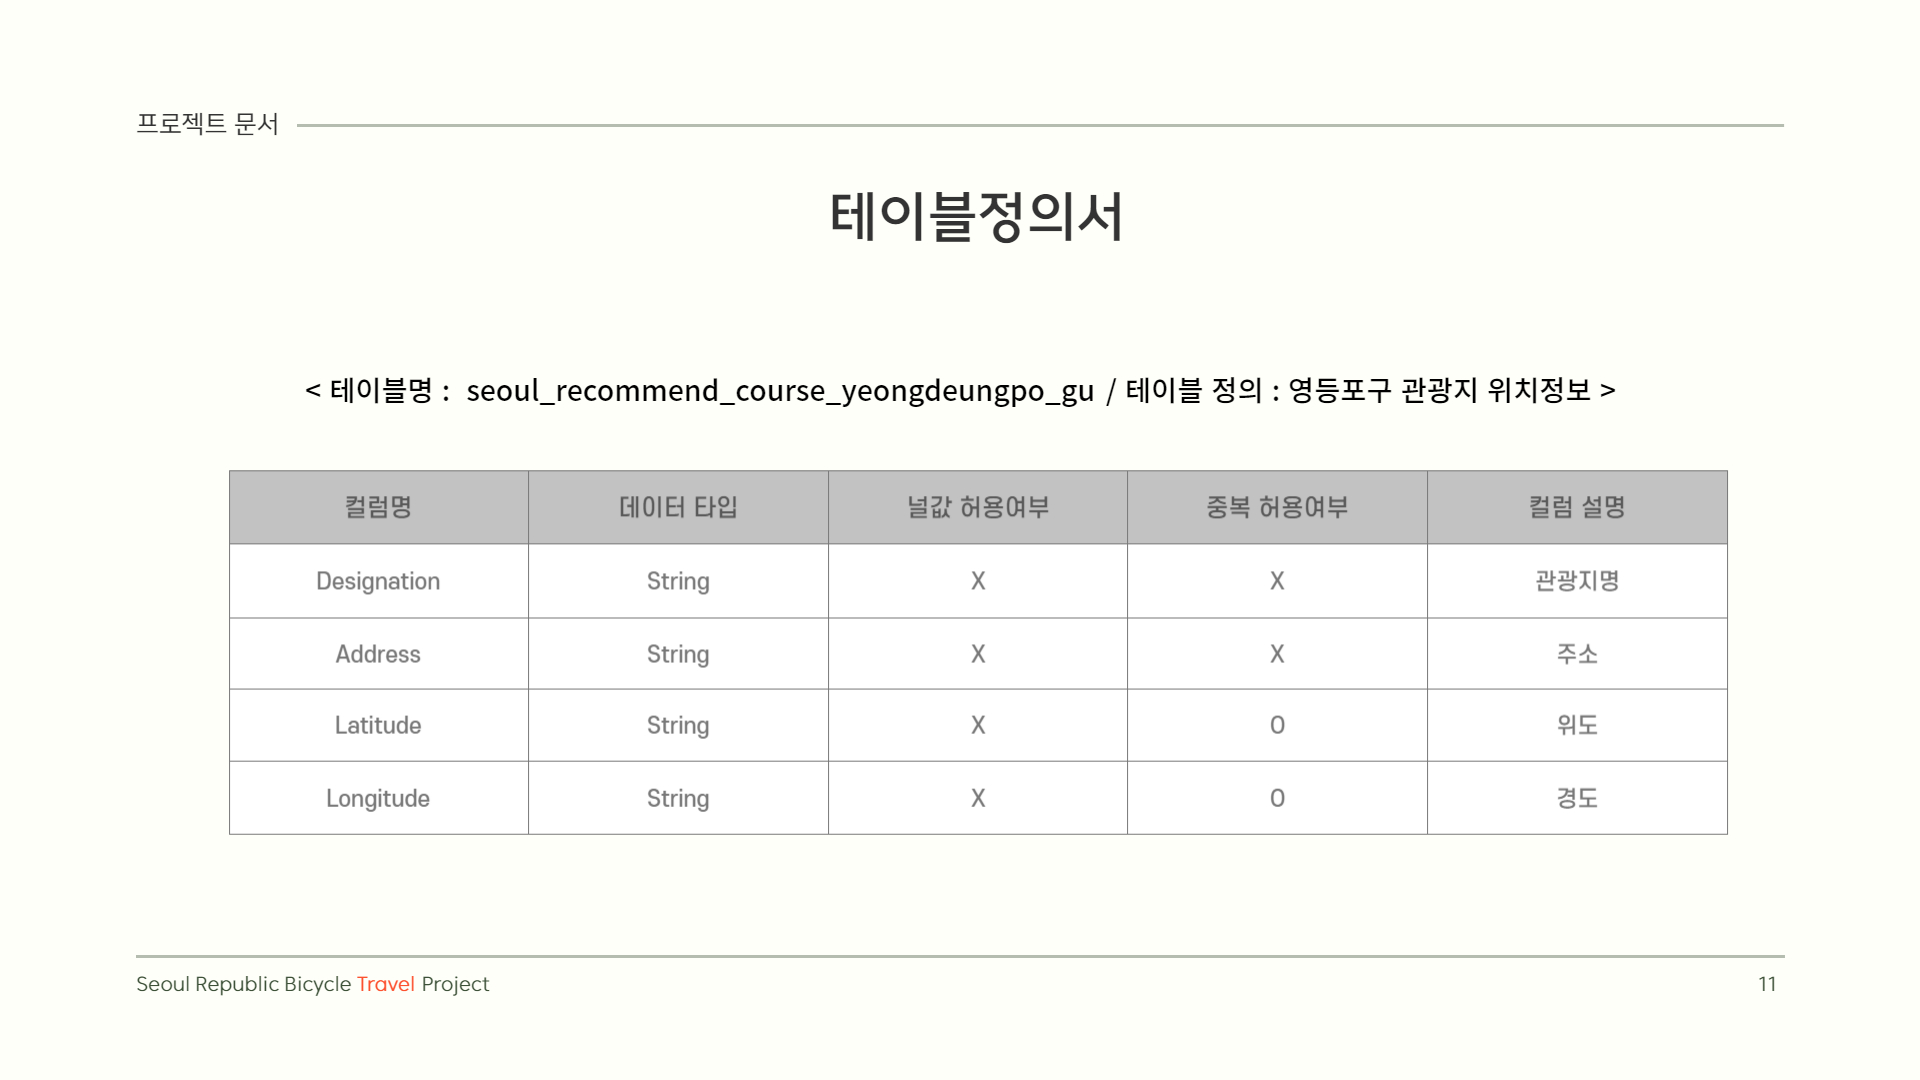 프로젝트 문서
테이블정의서
< 테이블명 : seoul_recommend_course_yeongdeungpo_gu / 테이블 정의 : 영등포구 관광지 위치정보 >
컬럼명 데이터 타입 널값 허용여부 중복 허용여부 컬럼 설명
Designation String X X 관광지명
Address String X X 주소
Latitude String X O 위도
Longitude String X O 경도
Seoul Republic Bicycle Travel Project 11